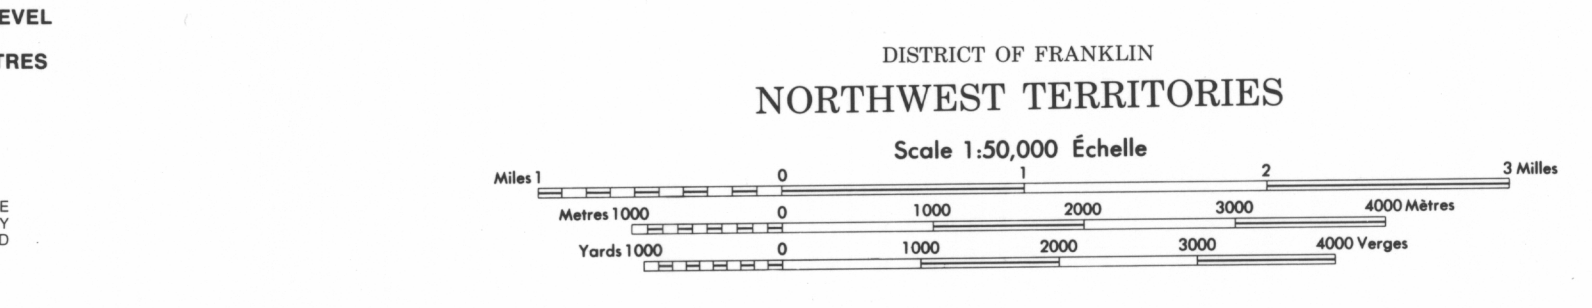 EVEL
TRES
E
Y
D
DISTRICT OF FRANKLIN
NORTHWEST TERRITORIES
Scale 1:50,000 Échelle
Miles 1 0 1 2 3 Milles
Metres 1000 0 1000 2000 3000 4000 Mètres
Yards 1000 0 1000 2000 3000 4000 Verges